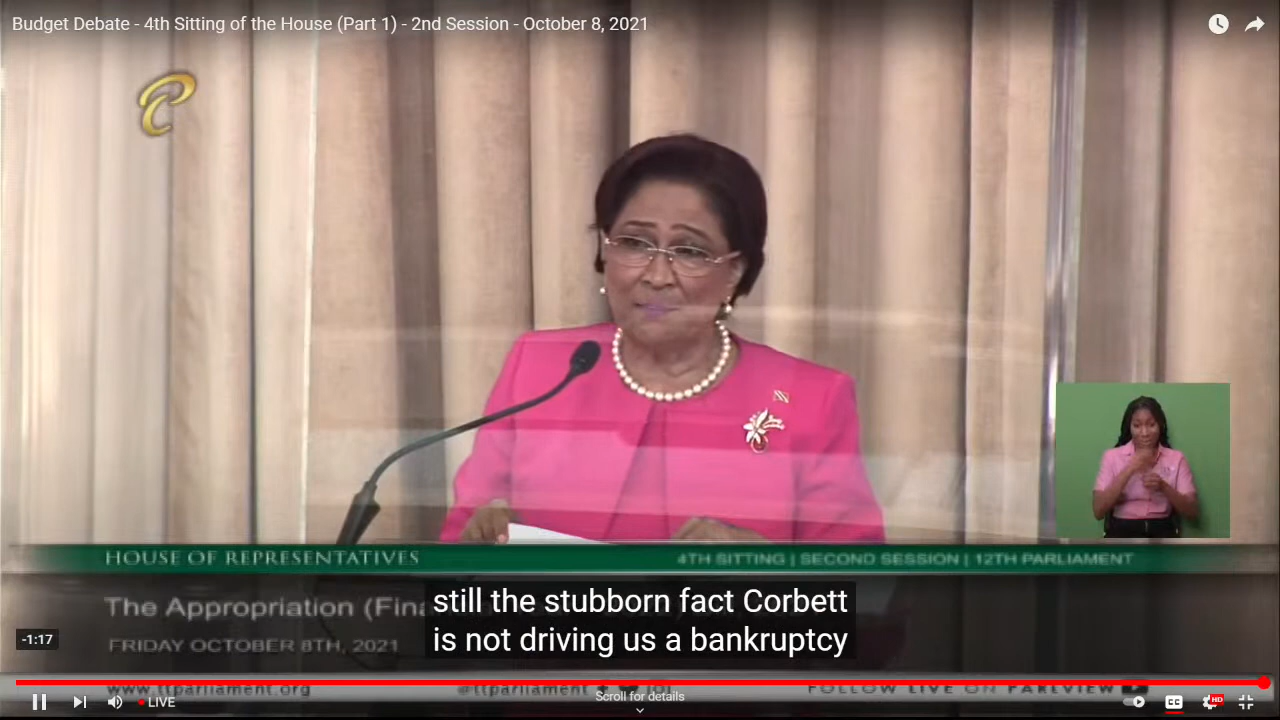 Budget Debate - 4th Sitting of the House (Part 1) - 2nd Session - October 8, 2021
HOUSE OF REPRESENTATIVES
4TH SITTING | SECOND SESSION | 12TH PARLIAMENT
The Appropriation (Fina
still the stubborn fact Corbett
is not driving us a bankruptcy
FRIDAY OCTOBER 8TH, 2021
-1:17
www.ttparliament.org
@ttparliament
FOLLOW LIVE ON PARLVIEW
Scroll for details
LIVE
CC
HD